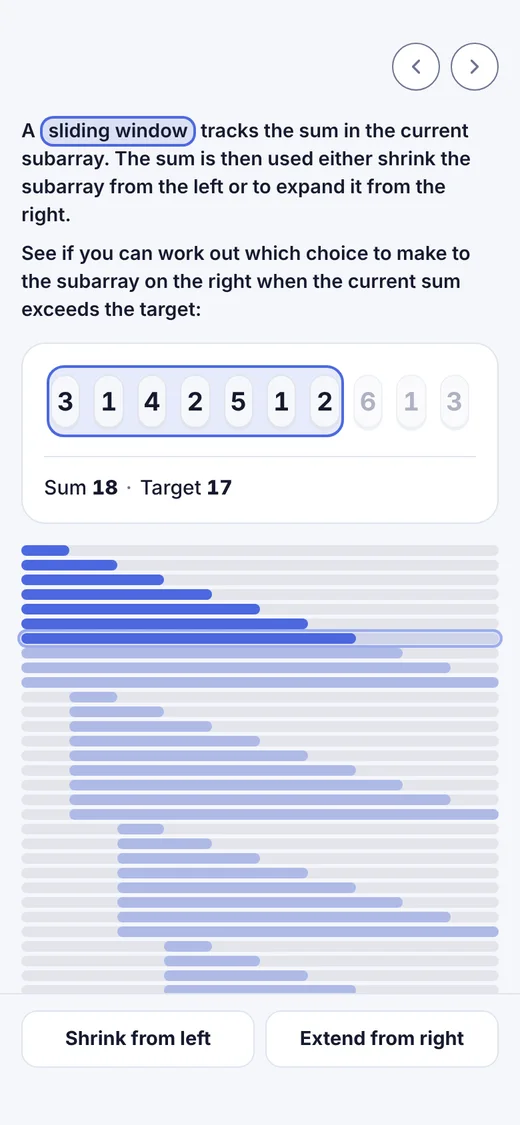 A sliding window tracks the sum in the current
subarray. The sum is then used either shrink the
subarray from the left or to expand it from the
right.
See if you can work out which choice to make to
the subarray on the right when the current sum
exceeds the target:
3 1 4 2 5 1 2 6 1 3
Sum 18 · Target 17
Shrink from left
Extend from right